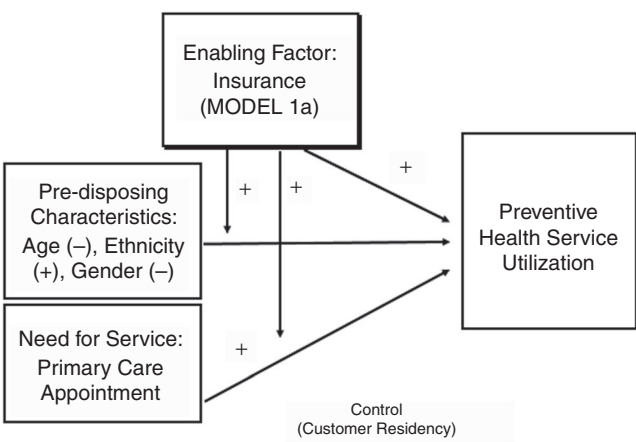 Enabling Factor:
Insurance
(MODEL 1a)
+
+
+
Pre-disposing
Characteristics:
Age (–), Ethnicity
(+), Gender (–)
Preventive
Health Service
Utilization
Need for Service:
Primary Care
Appointment
+
Control
(Customer Residency)